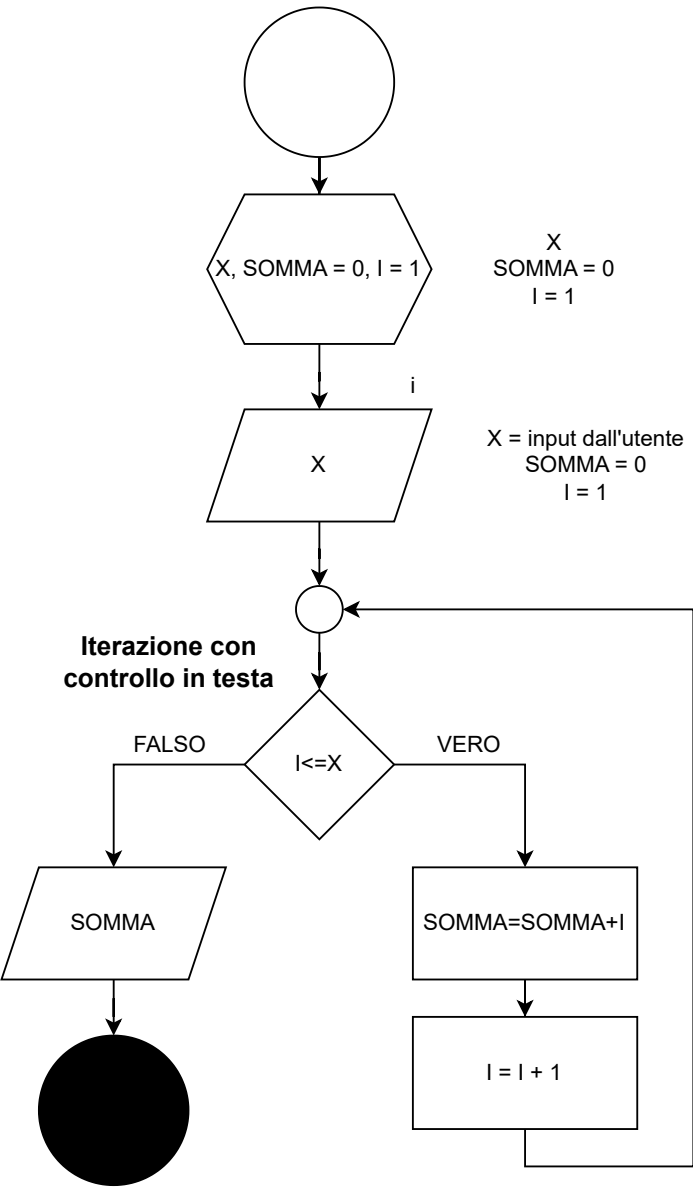 X, SOMMA = 0, I = 1
X
SOMMA = 0
I = 1
i
X
X = input dall'utente
SOMMA = 0
I = 1
Iterazione con
controllo in testa
FALSO
I<=X
VERO
SOMMA
SOMMA=SOMMA+I
I = I + 1